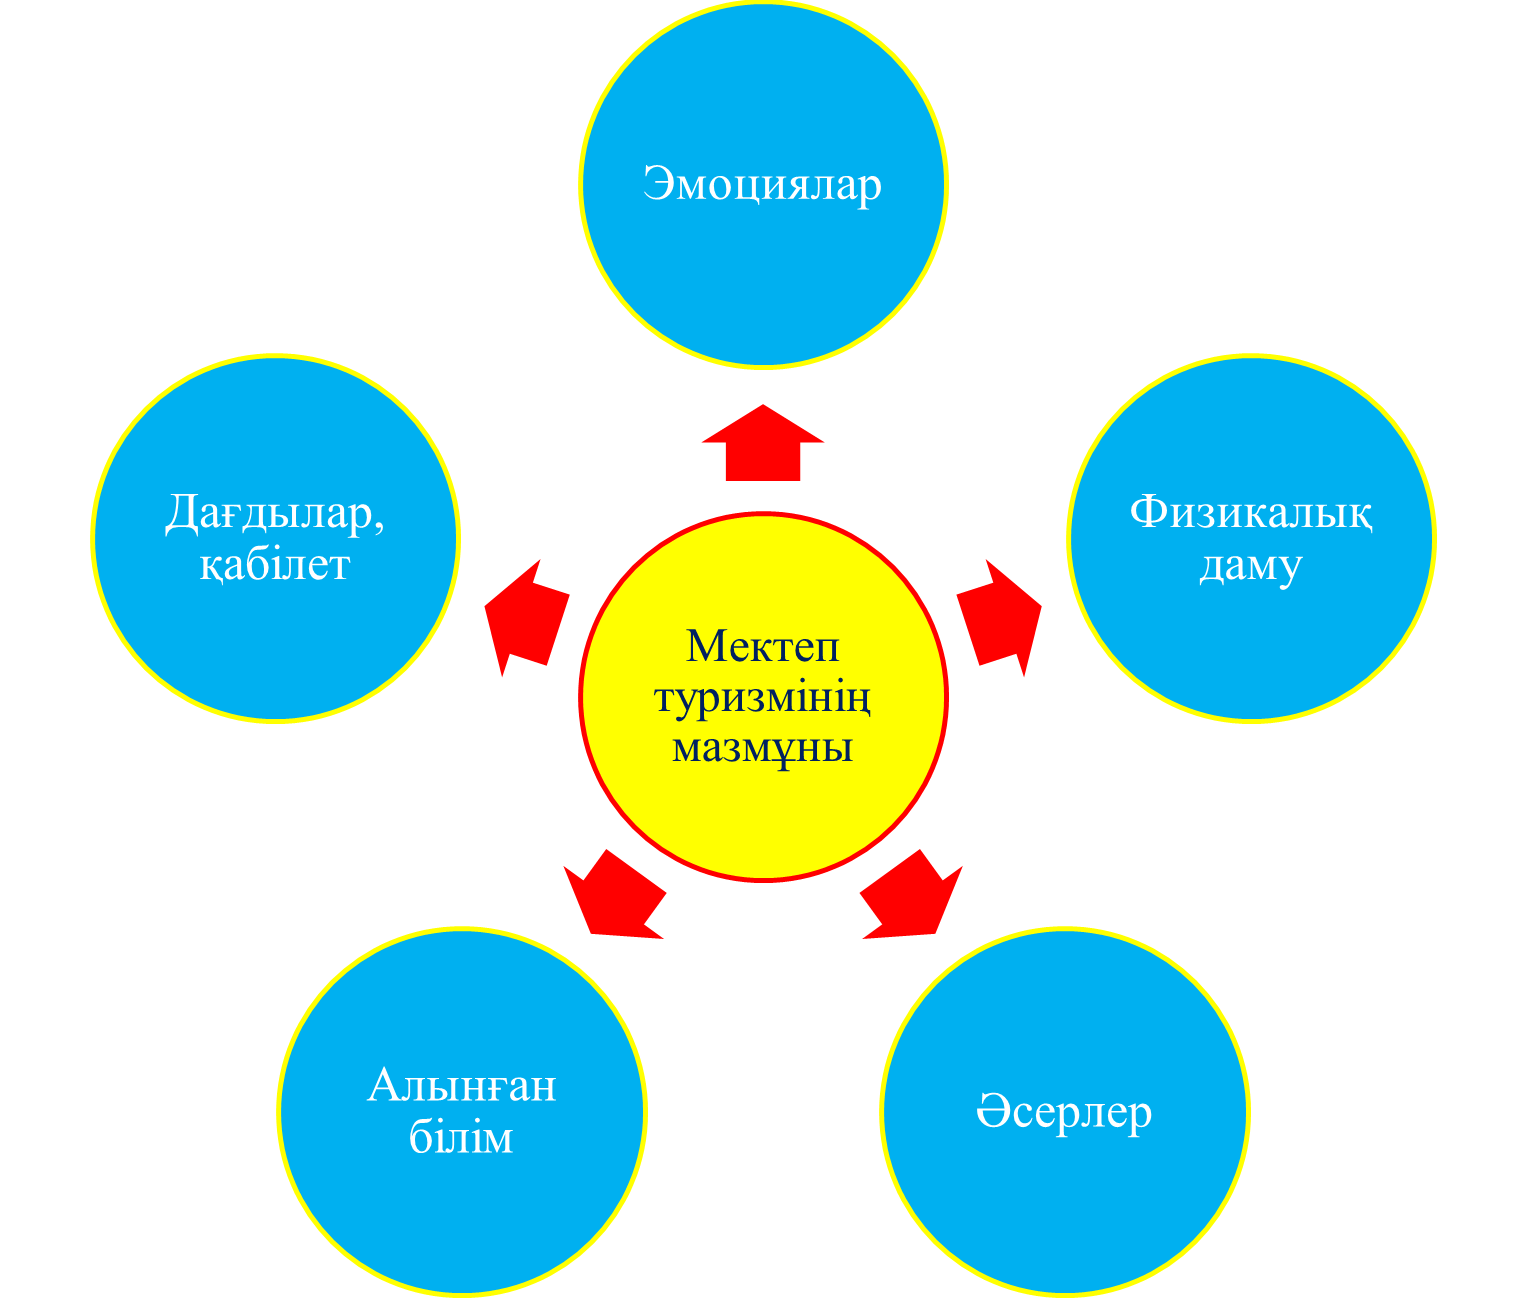 Эмоциялар
Дағдылар,
қабілет
Физикалық
даму
Мектеп
туризмінің
мазмұны
Алынған
білім
Әсерлер